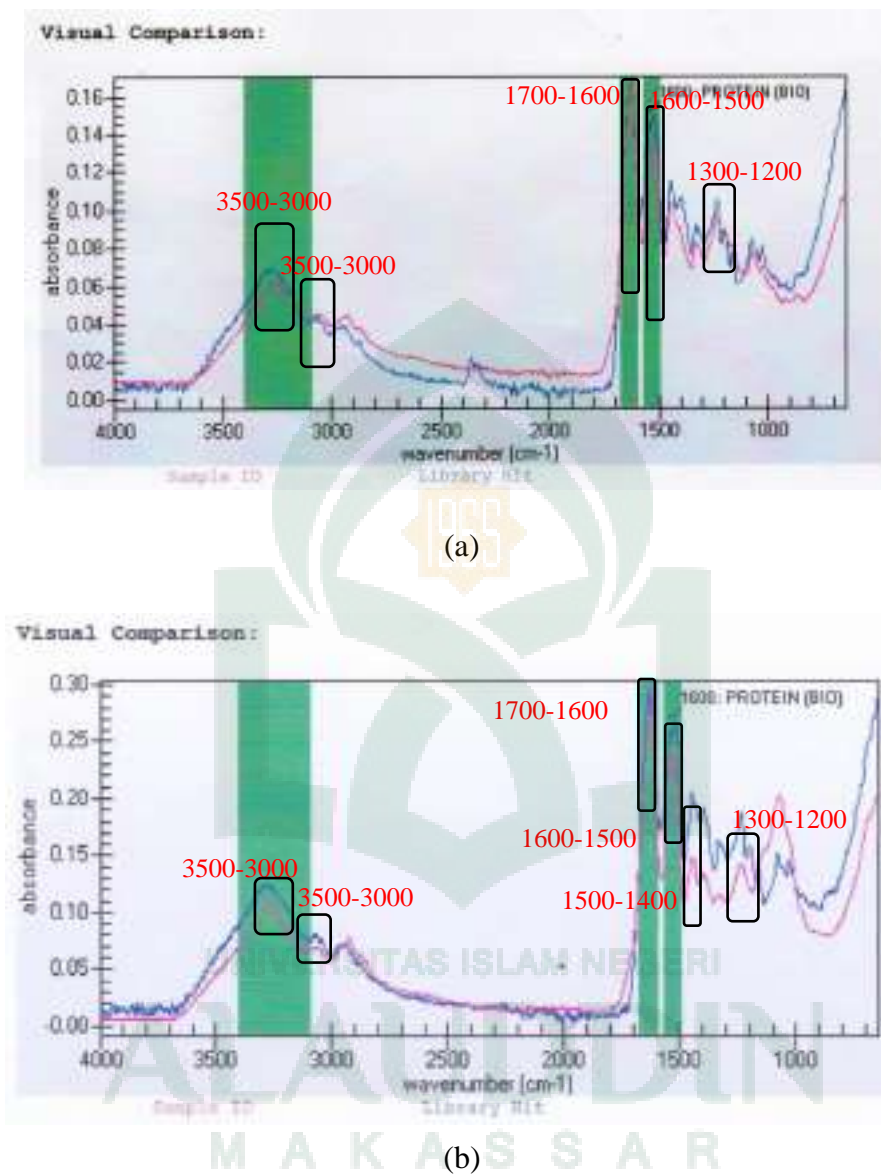 Visual Comparison:
1700-1600
1600-1500
PROTEIN (BIO)
1300-1200
3500-3000
3500-3000
0.16
0.14
0.12
0.10
0.08
0.06
0.04
0.02
0.00
absorbance
4000 3500 3000 2500 2000 1500 1000
wavenumber [cm-1]
Sample ID Library Hit
1965
(a)
Visual Comparison:
1608: PROTEIN (BIO)
1700-1600
1300-1200
1600-1500
3500-3000
3500-3000
1500-1400
0.30
0.25
0.20
0.15
0.10
0.05
-0.00
absorbance
4000 3500 3000 2500 2000 1500 1000
wavenumber [cm-1]
Sample ID Library Hit
UNIVERSITAS ISLAM NEGERI
ALAUDDIN
MAKASSAR
(b)